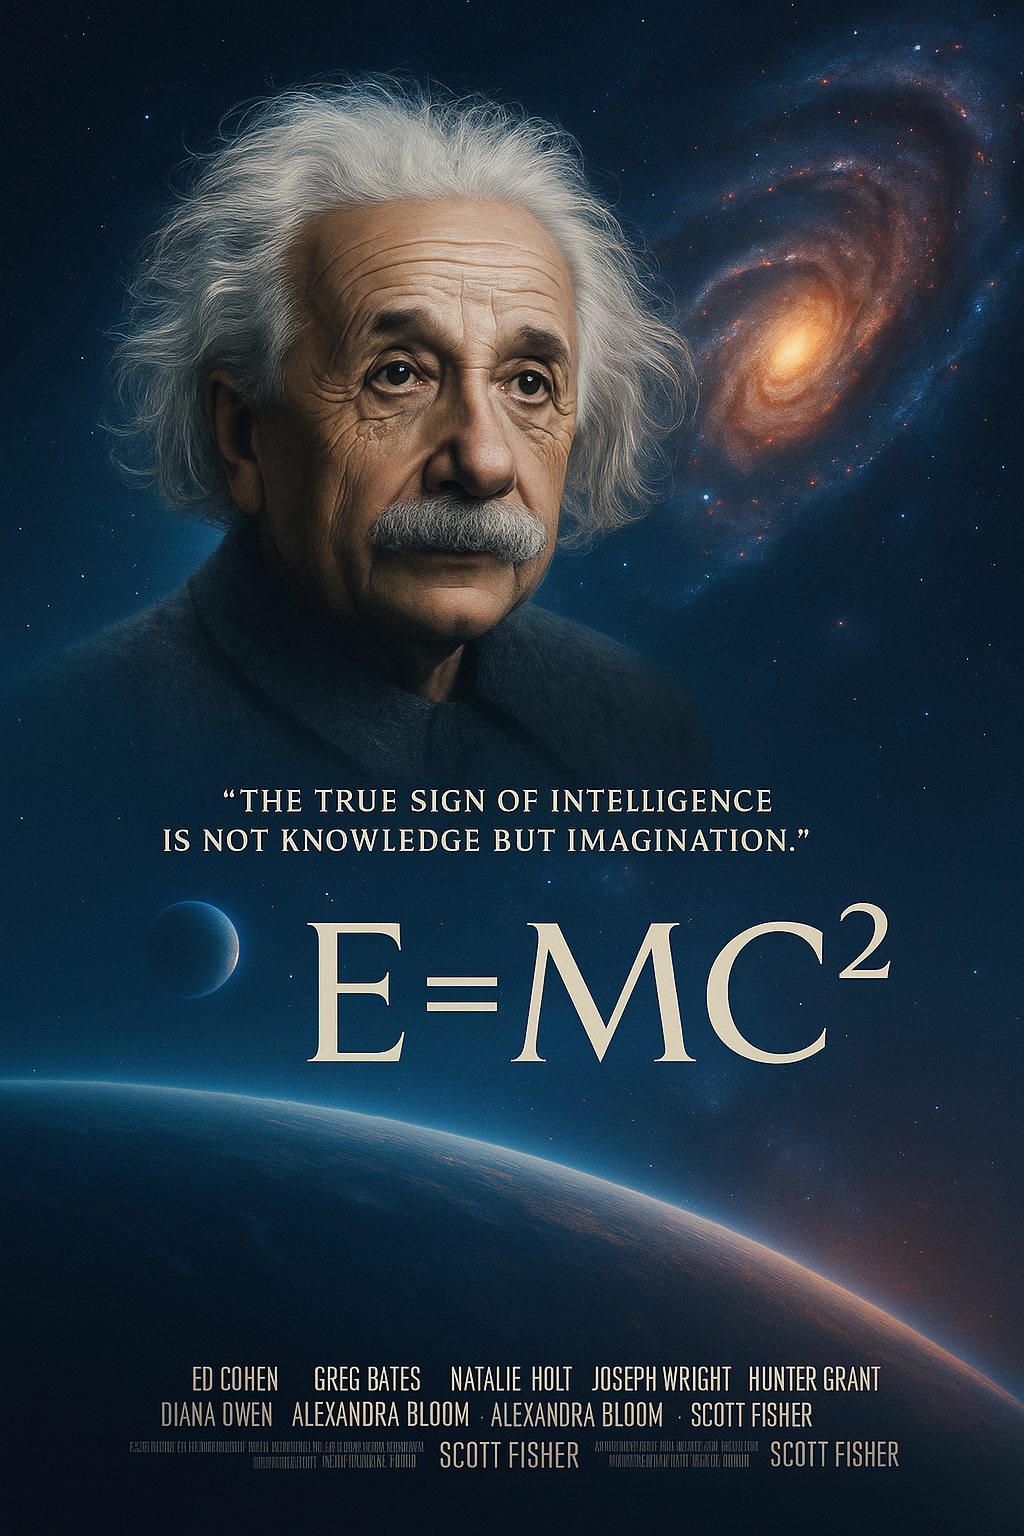 “THE TRUE SIGN OF INTELLIGENCE
IS NOT KNOWLEDGE BUT IMAGINATION.”
E=MC²
ED COHEN GREG BATES NATALIE HOLT JOSEPH WRIGHT HUNTER GRANT
DIANA OWEN ALEXANDRA BLOOM · ALEXANDRA BLOOM · SCOTT FISHER
SCOTT FISHER SCOTT FISHER